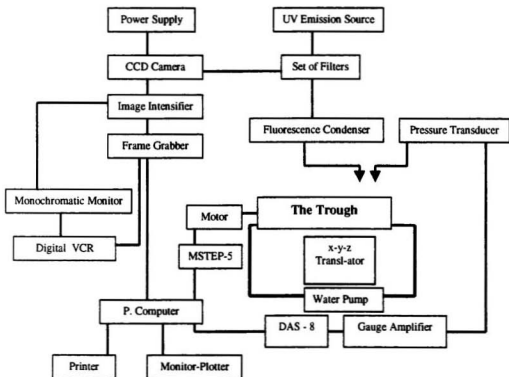 Power Supply
UV Emission Source
CCD Camera
Set of Filters
Image Intensifier
Fluorescence Condenser
Pressure Transducer
Frame Grabber
Monochromatic Monitor
Motor
The Trough
Digital VCR
MSTEP-5
x-y-z
Transl-ator
Water Pump
P. Computer
DAS - 8
Gauge Amplifier
Printer
Monitor-Plotter